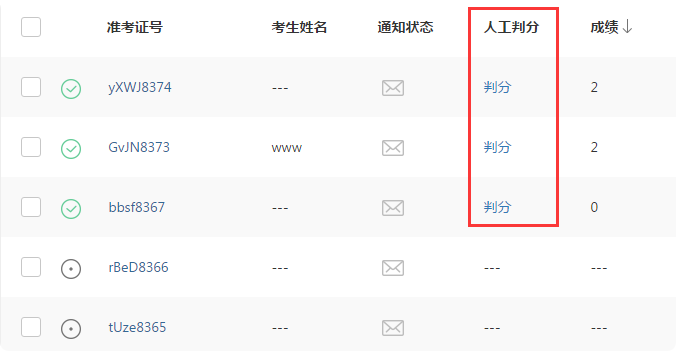 准考证号 考生姓名 通知状态 人工判分 成绩↓
yXWJ8374 --- 判分 2
GvJN8373 www 判分 2
bbsf8367 --- 判分 0
rBeD8366 --- --- ---
tUze8365 --- --- ---